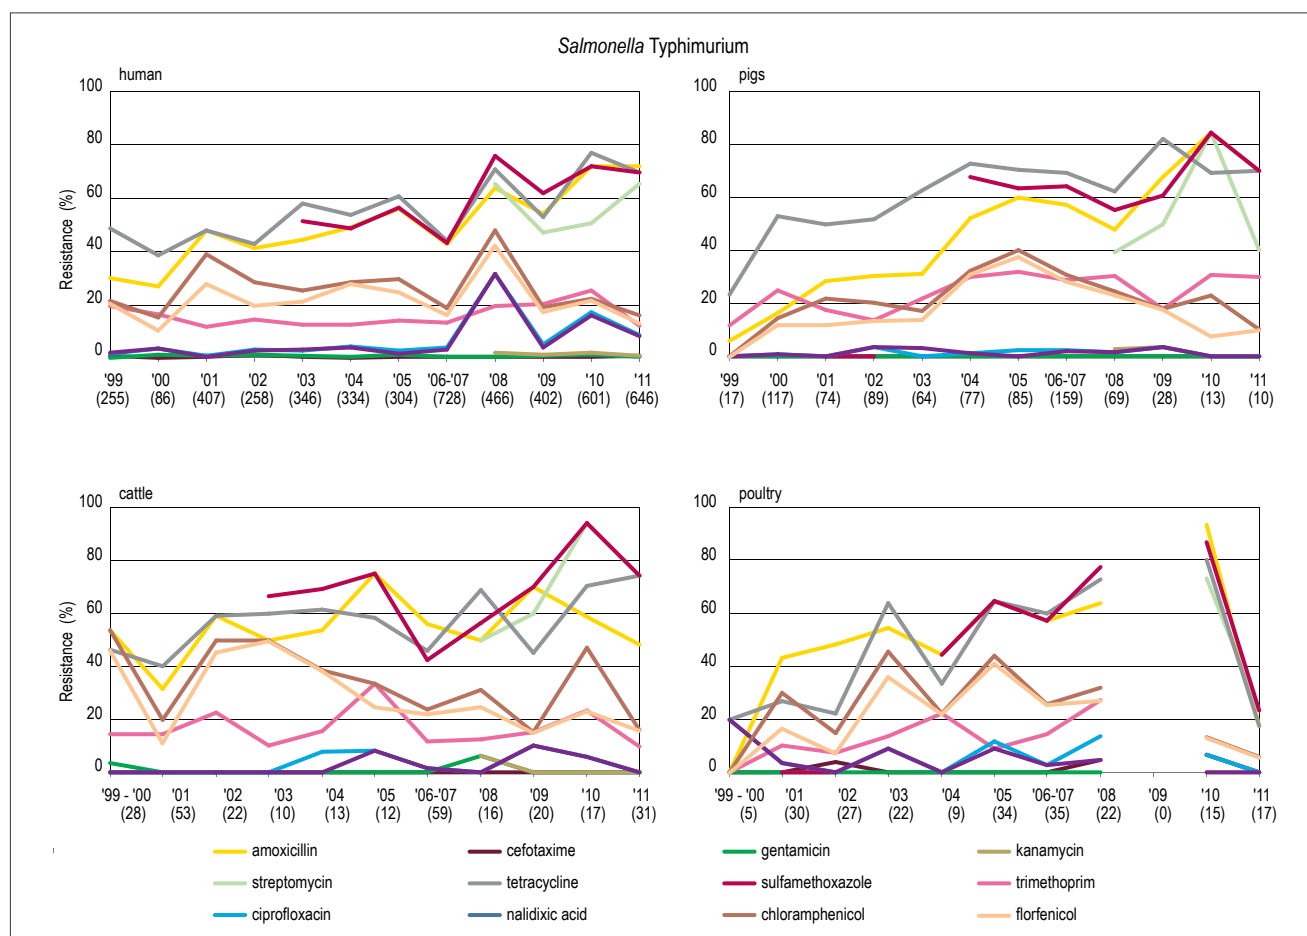 Salmonella Typhimurium
human
100
80
60
40
20
0
Resistance (%)
'99 '00 '01 '02 '03 '04 '05 '06-'07 '08 '09 '10 '11
(255) (86) (407) (258) (346) (334) (304) (728) (466) (402) (601) (646)
pigs
100
80
60
40
20
0
'99 '00 '01 '02 '03 '04 '05 '06-'07 '08 '09 '10 '11
(17) (117) (74) (89) (64) (77) (85) (159) (69) (28) (13) (10)
cattle
100
80
60
40
20
0
Resistance (%)
'99 - '00 '01 '02 '03 '04 '05 '06-'07 '08 '09 '10 '11
(28) (53) (22) (10) (13) (12) (59) (16) (20) (17) (31)
poultry
100
80
60
40
20
0
'99 - '00 '01 '02 '03 '04 '05 '06-'07 '08 '09 '10 '11
(5) (30) (27) (22) (9) (34) (35) (22) (0) (15) (17)
amoxicillin cefotaxime gentamicin kanamycin
streptomycin tetracycline sulfamethoxazole trimethoprim
ciprofloxacin nalidixic acid chloramphenicol florfenicol